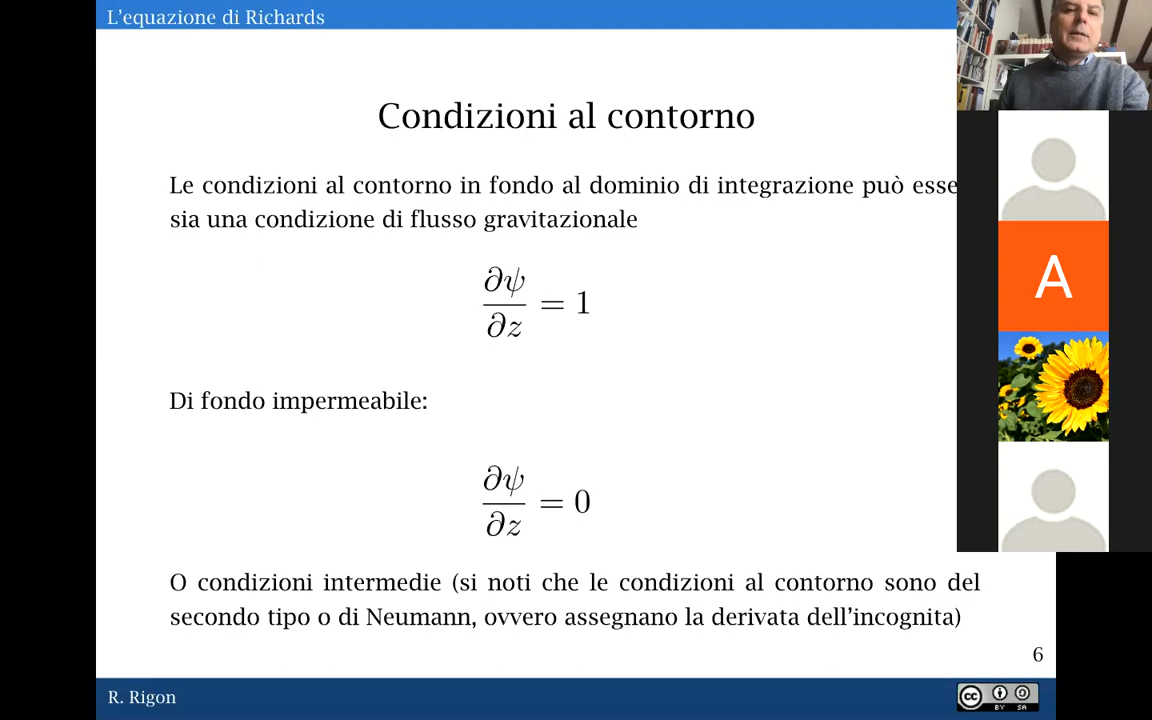 L'equazione di Richards
Condizioni al contorno
Le condizioni al contorno in fondo al dominio di integrazione può esse
sia una condizione di flusso gravitazionale
∂ψ/∂z = 1
Di fondo impermeabile:
∂ψ/∂z = 0
O condizioni intermedie (si noti che le condizioni al contorno sono del
secondo tipo o di Neumann, ovvero assegnano la derivata dell'incognita)
6
R. Rigon
cc BY SA
A